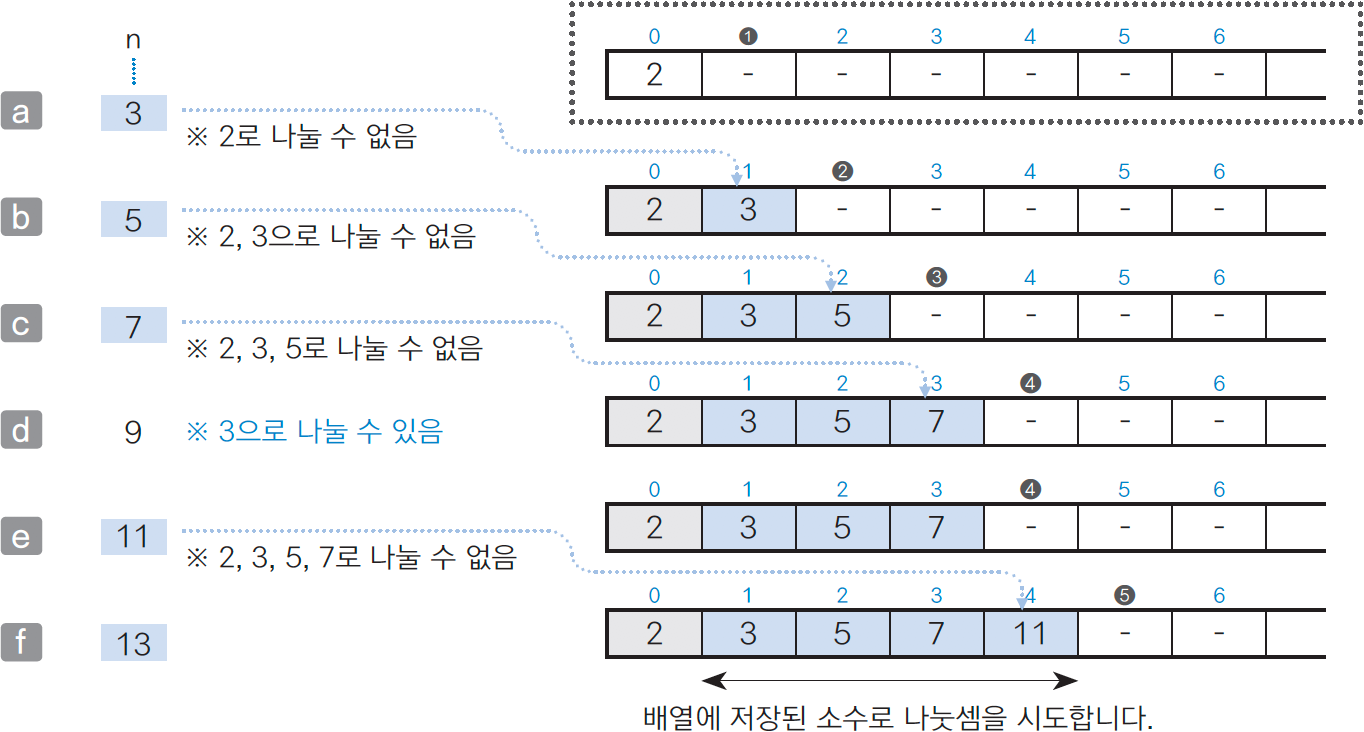 n
0 ❶ 2 3 4 5 6
2 - - - - - -
a 3
※ 2로 나눌 수 없음
0 1 ❷ 3 4 5 6
2 3 - - - - -
b 5
※ 2, 3으로 나눌 수 없음
0 1 2 ❸ 4 5 6
2 3 5 - - - -
c 7
※ 2, 3, 5로 나눌 수 없음
0 1 2 3 ❹ 5 6
2 3 5 7 - - -
d 9 ※ 3으로 나눌 수 있음
0 1 2 3 ❹ 5 6
2 3 5 7 - - -
e 11
※ 2, 3, 5, 7로 나눌 수 없음
0 1 2 3 4 ❺ 6
2 3 5 7 11 - -
f 13
배열에 저장된 소수로 나눗셈을 시도합니다.